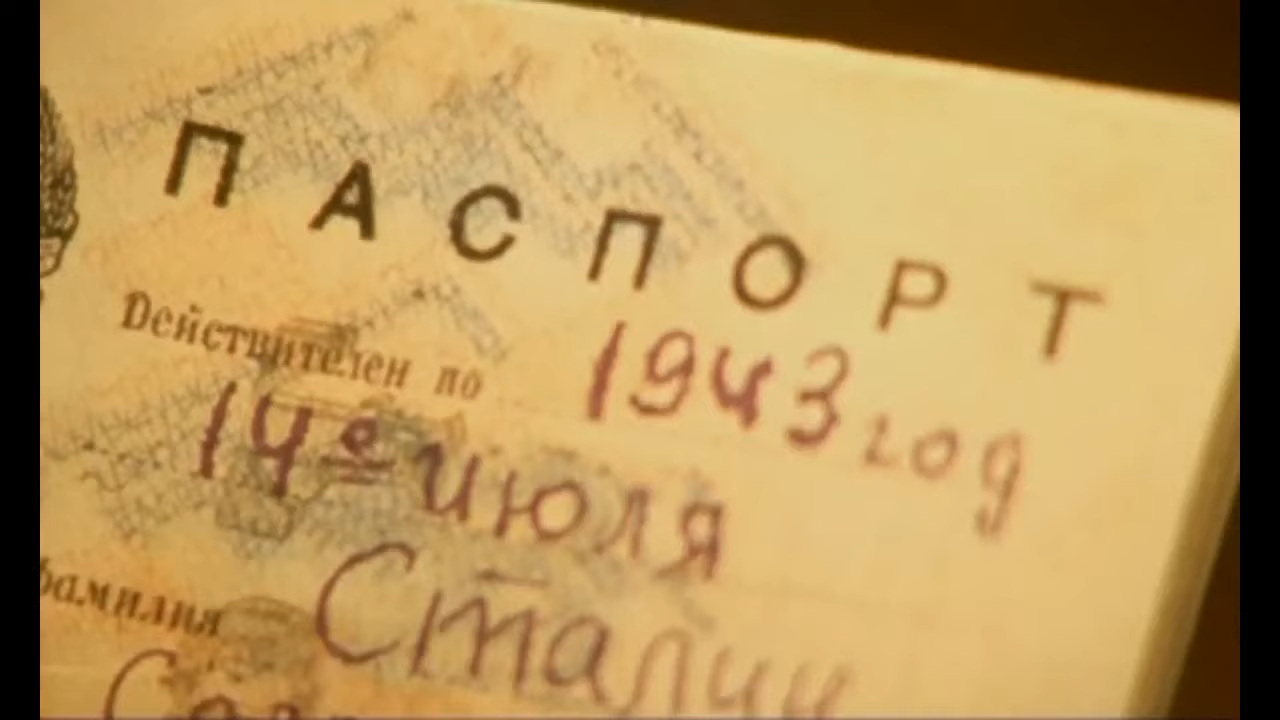 ПАСПОРТ
Действителен по 1943 год
14е июля
фамилия Сталин